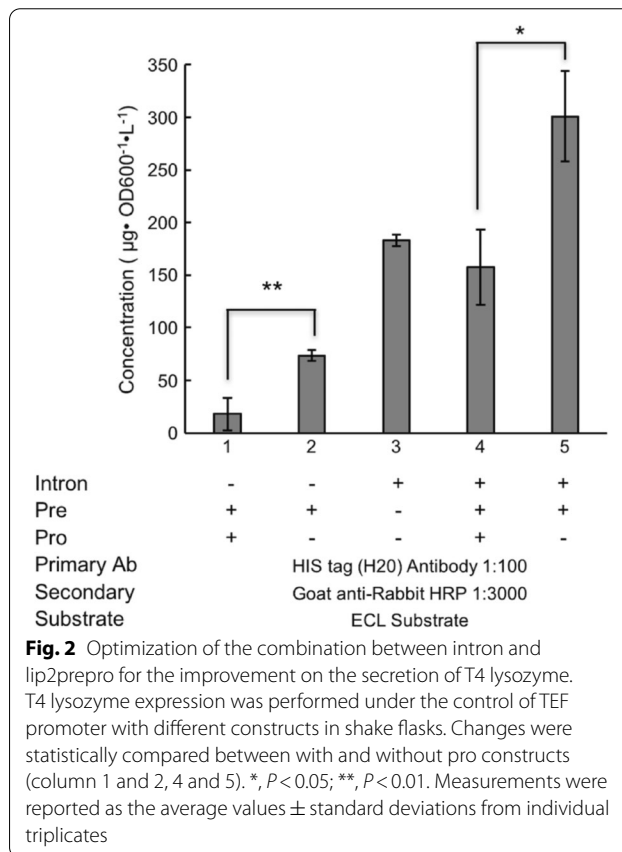 *
350
300
250
200
150
100
50
0
Concentration ( µg• OD600⁻¹•L⁻¹)
**
1 2 3 4 5
Intron - - + + +
Pre + + - + +
Pro + - - + -
Primary Ab HIS tag (H20) Antibody 1:100
Secondary Goat anti-Rabbit HRP 1:3000
Substrate ECL Substrate
Fig. 2 Optimization of the combination between intron and
lip2prepro for the improvement on the secretion of T4 lysozyme.
T4 lysozyme expression was performed under the control of TEF
promoter with different constructs in shake flasks. Changes were
statistically compared between with and without pro constructs
(column 1 and 2, 4 and 5). *, P < 0.05; **, P < 0.01. Measurements were
reported as the average values ± standard deviations from individual
triplicates